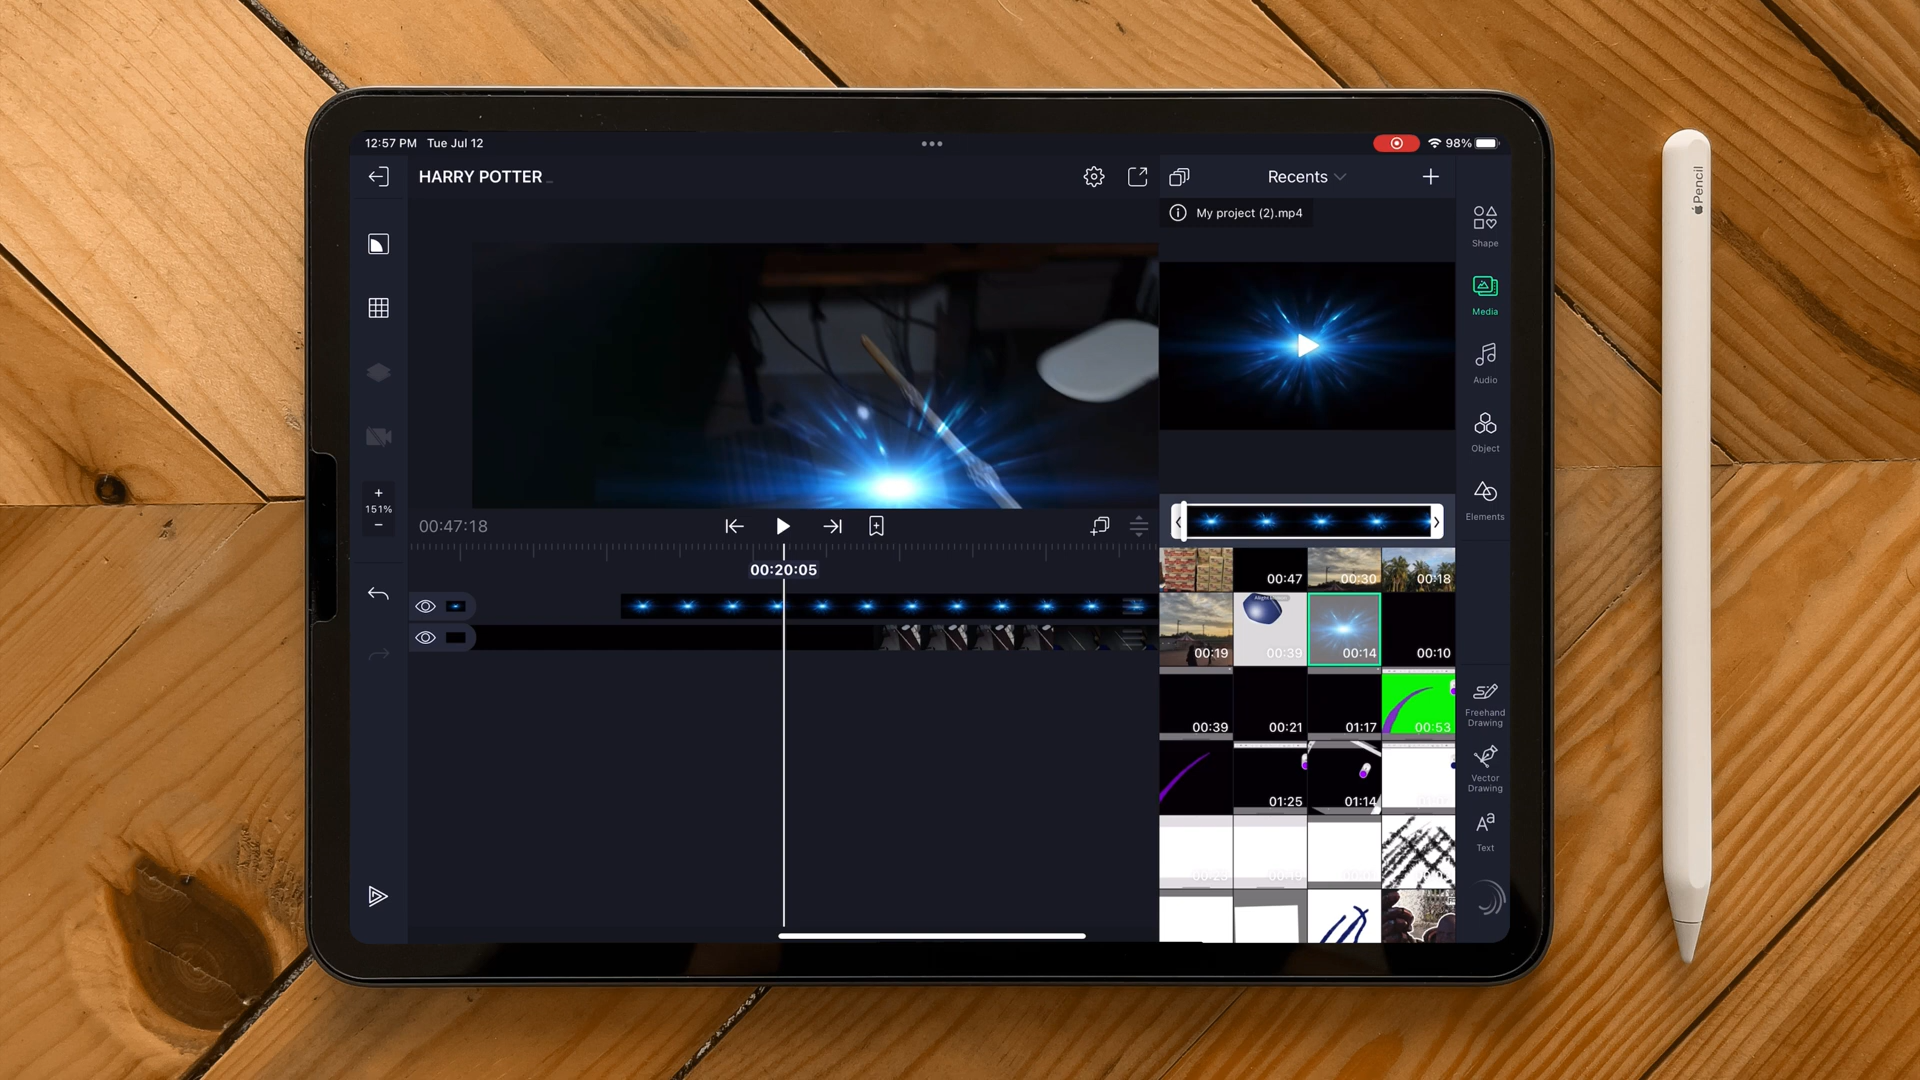 12:57 PM Tue Jul 12
98%
HARRY POTTER
Recents
My project (2).mp4
Shape
Media
Audio
Object
Elements
+
151%
−
00:47:18
00:20:05
00:47
00:30
00:18
00:19
00:39
00:14
00:10
00:39
00:21
01:17
00:53
01:25
01:14
Freehand
Drawing
Vector
Drawing
Aa
Text
Pencil